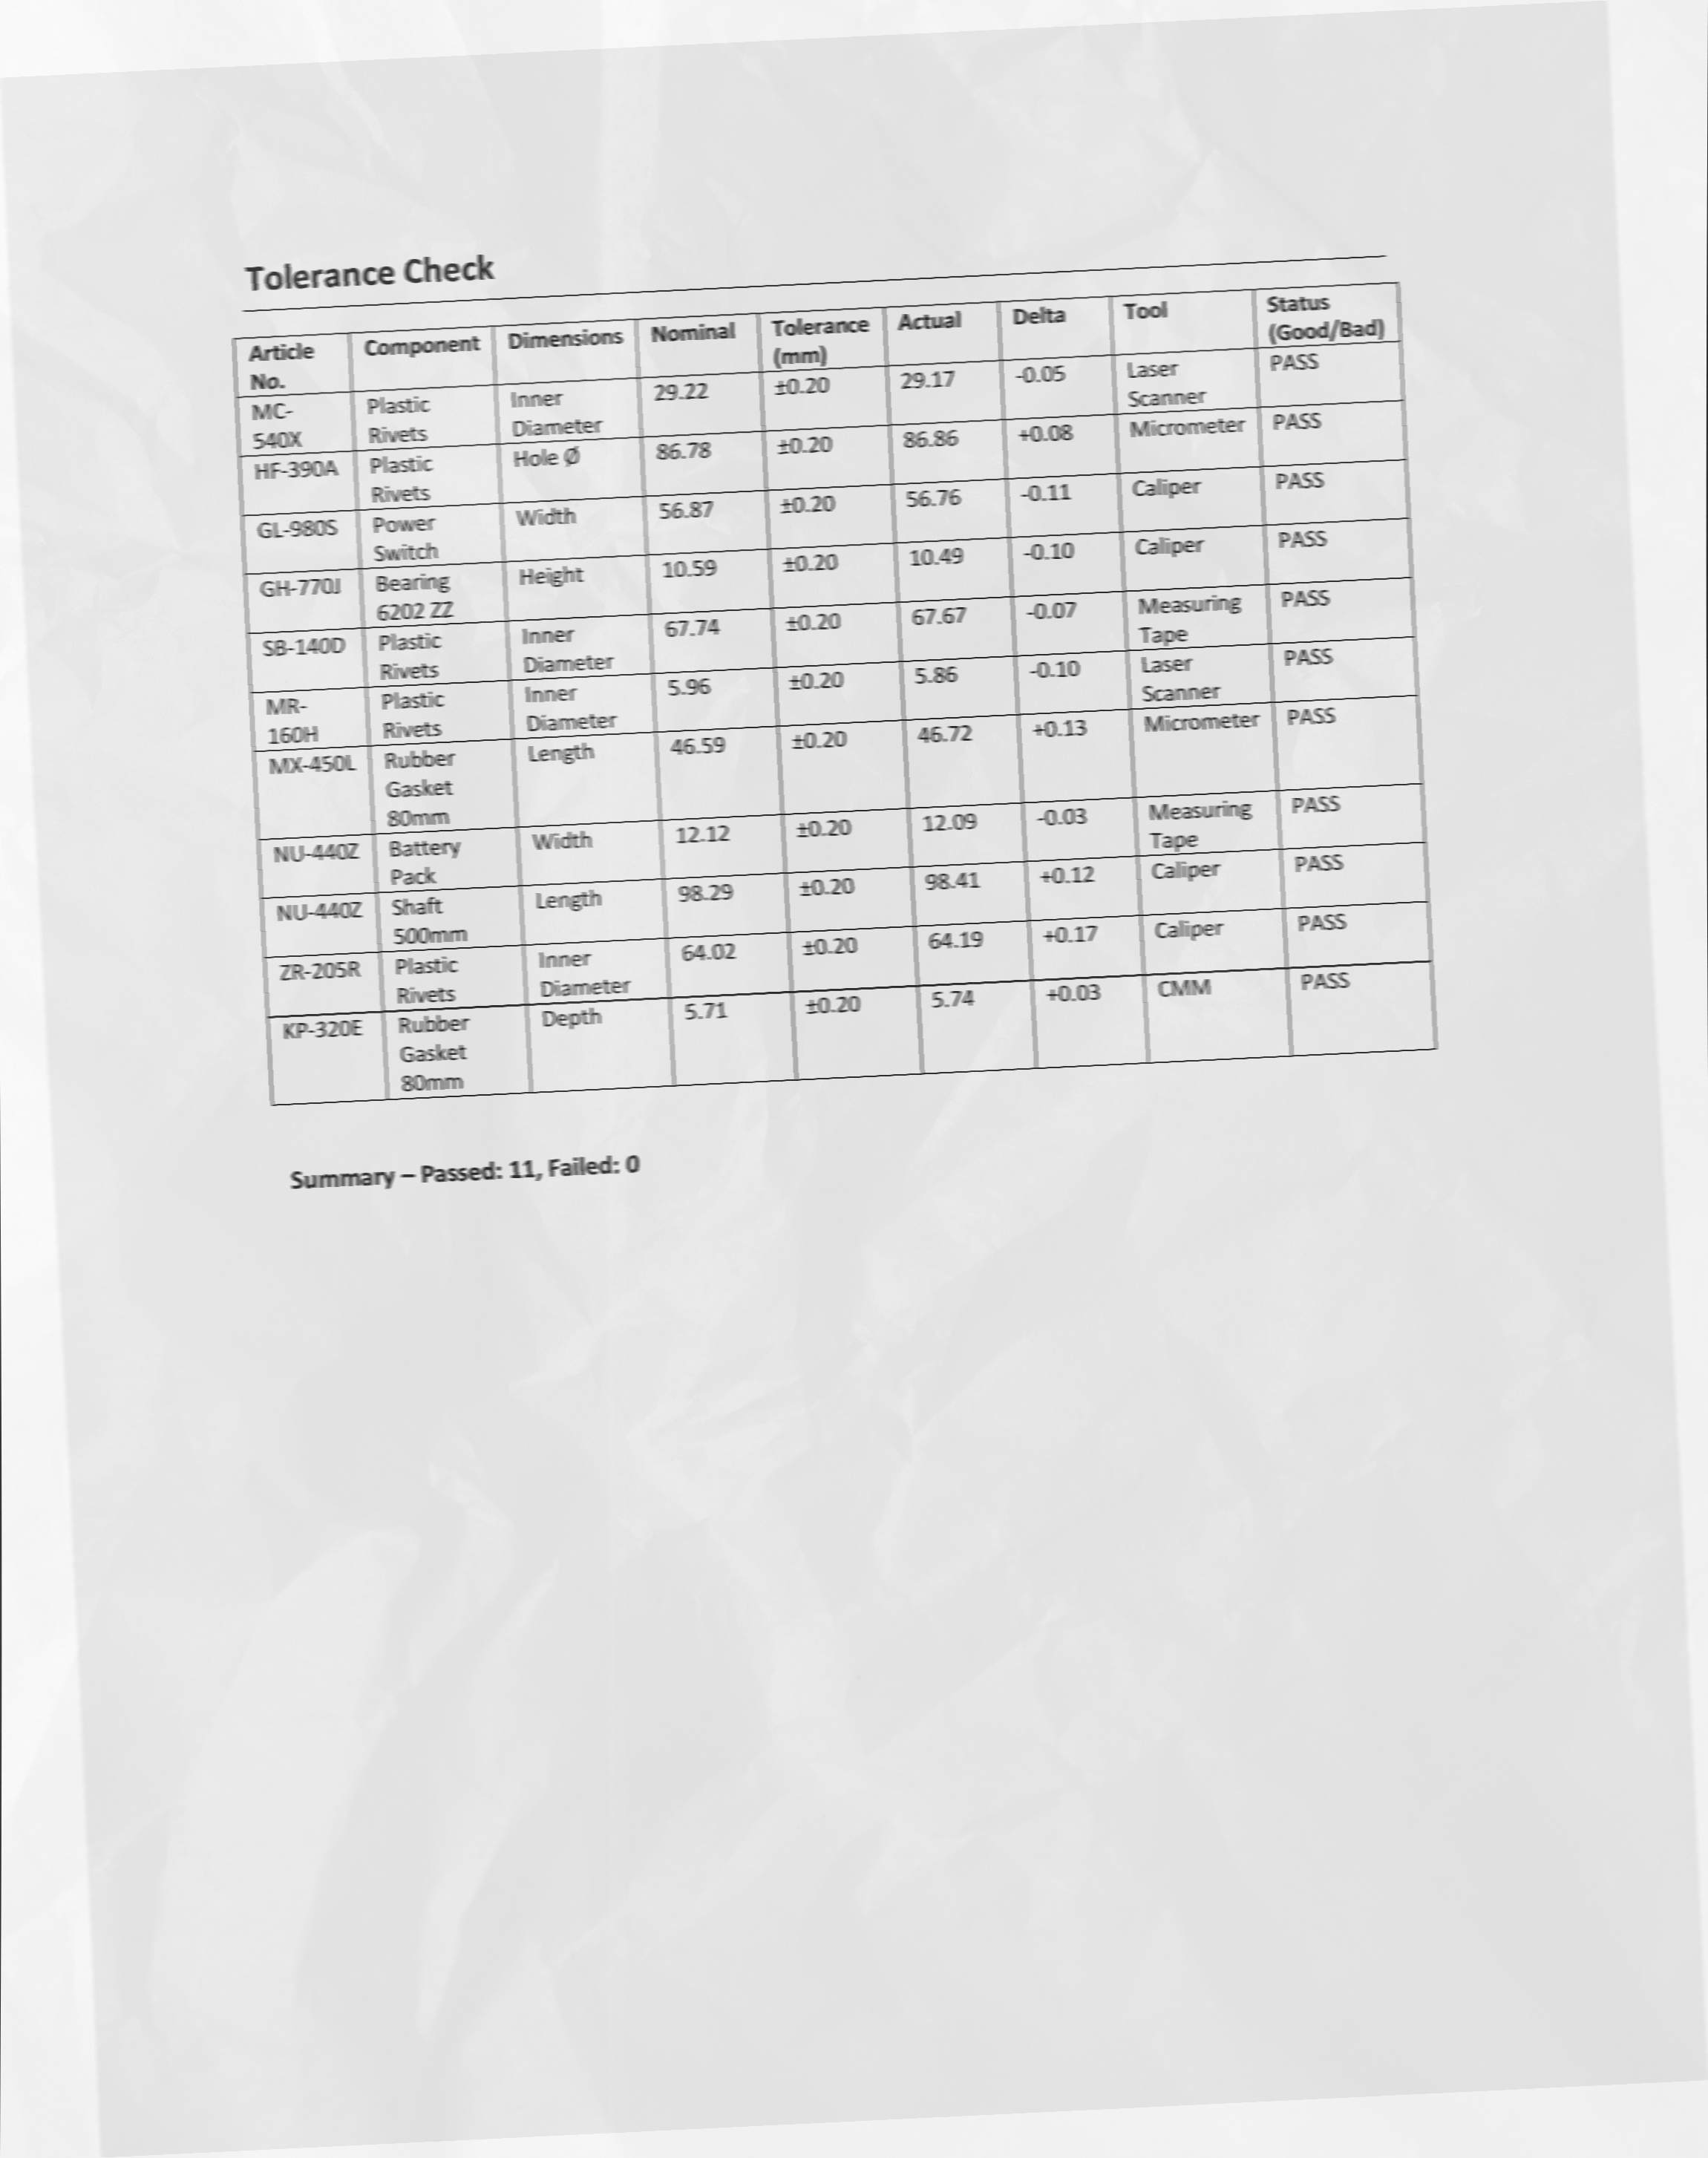 Tolerance Check
Article No. Component Dimensions Nominal Tolerance (mm) Actual Delta Tool Status (Good/Bad)
MC-540X Plastic Rivets Inner Diameter 29.22 ±0.20 29.17 -0.05 Laser Scanner PASS
HF-390A Plastic Rivets Hole Ø 86.78 ±0.20 86.86 +0.08 Micrometer PASS
GL-980S Power Switch Width 56.87 ±0.20 56.76 -0.11 Caliper PASS
GH-770J Bearing 6202 ZZ Height 10.59 ±0.20 10.49 -0.10 Caliper PASS
SB-140D Plastic Rivets Inner Diameter 67.74 ±0.20 67.67 -0.07 Measuring Tape PASS
MR-160H Plastic Rivets Inner Diameter 5.96 ±0.20 5.86 -0.10 Laser Scanner PASS
MX-450L Rubber Gasket 80mm Length 46.59 ±0.20 46.72 +0.13 Micrometer PASS
NU-440Z Battery Pack Width 12.12 ±0.20 12.09 -0.03 Measuring Tape PASS
NU-440Z Shaft 500mm Length 98.29 ±0.20 98.41 +0.12 Caliper PASS
ZR-205R Plastic Rivets Inner Diameter 64.02 ±0.20 64.19 +0.17 Caliper PASS
KP-320E Rubber Gasket 80mm Depth 5.71 ±0.20 5.74 +0.03 CMM PASS
Summary – Passed: 11, Failed: 0